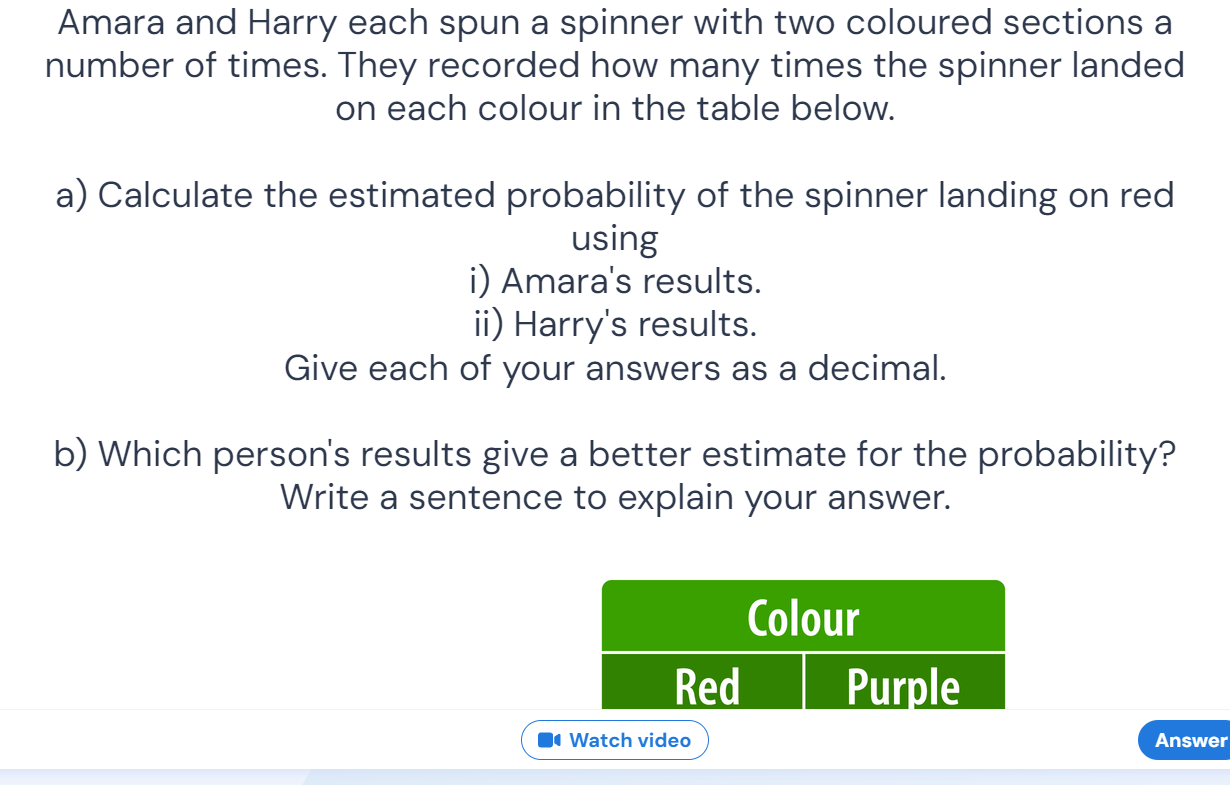 Amara and Harry each spun a spinner with two coloured sections a
number of times. They recorded how many times the spinner landed
on each colour in the table below.
a) Calculate the estimated probability of the spinner landing on red
using
i) Amara's results.
ii) Harry's results.
Give each of your answers as a decimal.
b) Which person's results give a better estimate for the probability?
Write a sentence to explain your answer.
Colour
Red Purple
Watch video
Answer